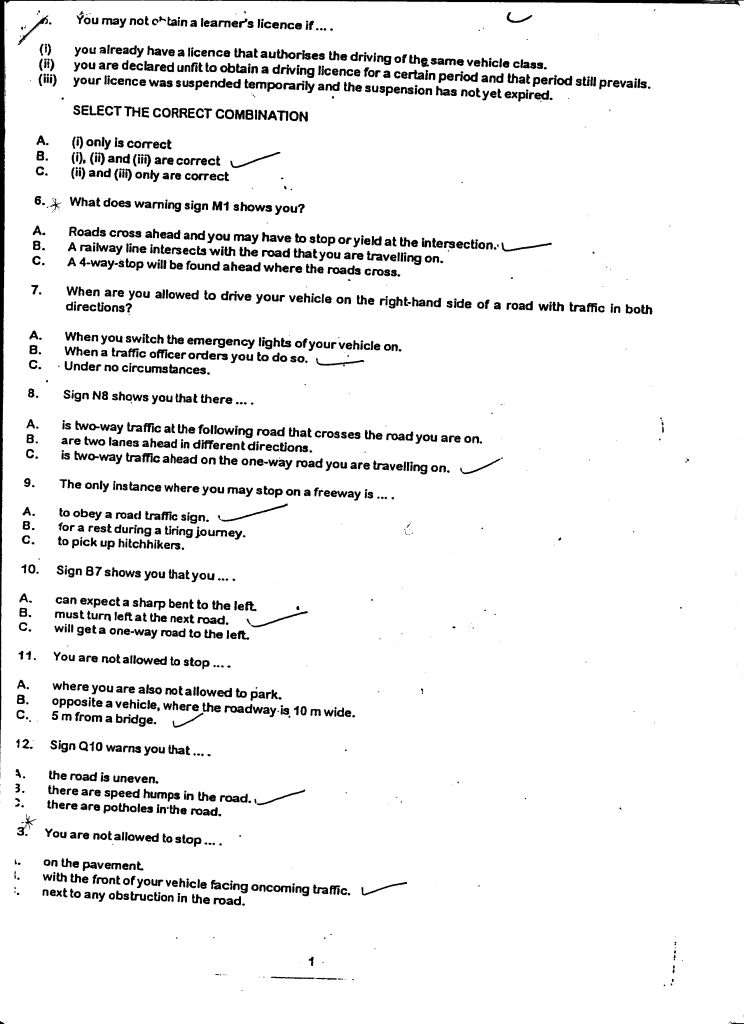 You may not obtain a learner's licence if ... .
(i) you already have a licence that authorises the driving of the same vehicle class.
(ii) you are declared unfit to obtain a driving licence for a certain period and that period still prevails.
(iii) your licence was suspended temporarily and the suspension has not yet expired.
SELECT THE CORRECT COMBINATION
A. (i) only is correct
B. (i), (ii) and (iii) are correct
C. (ii) and (iii) only are correct
6. What does warning sign M1 shows you?
A. Roads cross ahead and you may have to stop or yield at the intersection.
B. A railway line intersects with the road that you are travelling on.
C. A 4-way-stop will be found ahead where the roads cross.
7. When are you allowed to drive your vehicle on the right-hand side of a road with traffic in both
directions?
A. When you switch the emergency lights of your vehicle on.
B. When a traffic officer orders you to do so.
C. Under no circumstances.
8. Sign N8 shows you that there ... .
A. is two-way traffic at the following road that crosses the road you are on.
B. are two lanes ahead in different directions.
C. is two-way traffic ahead on the one-way road you are travelling on.
9. The only instance where you may stop on a freeway is ... .
A. to obey a road traffic sign.
B. for a rest during a tiring journey.
C. to pick up hitchhikers.
10. Sign B7 shows you that you ... .
A. can expect a sharp bent to the left.
B. must turn left at the next road.
C. will get a one-way road to the left.
11. You are not allowed to stop ... .
A. where you are also not allowed to park.
B. opposite a vehicle, where the roadway is 10 m wide.
C. 5 m from a bridge.
12. Sign Q10 warns you that ... .
the road is uneven.
there are speed humps in the road.
there are potholes in the road.
3. You are not allowed to stop ... .
on the pavement.
with the front of your vehicle facing oncoming traffic.
next to any obstruction in the road.
1